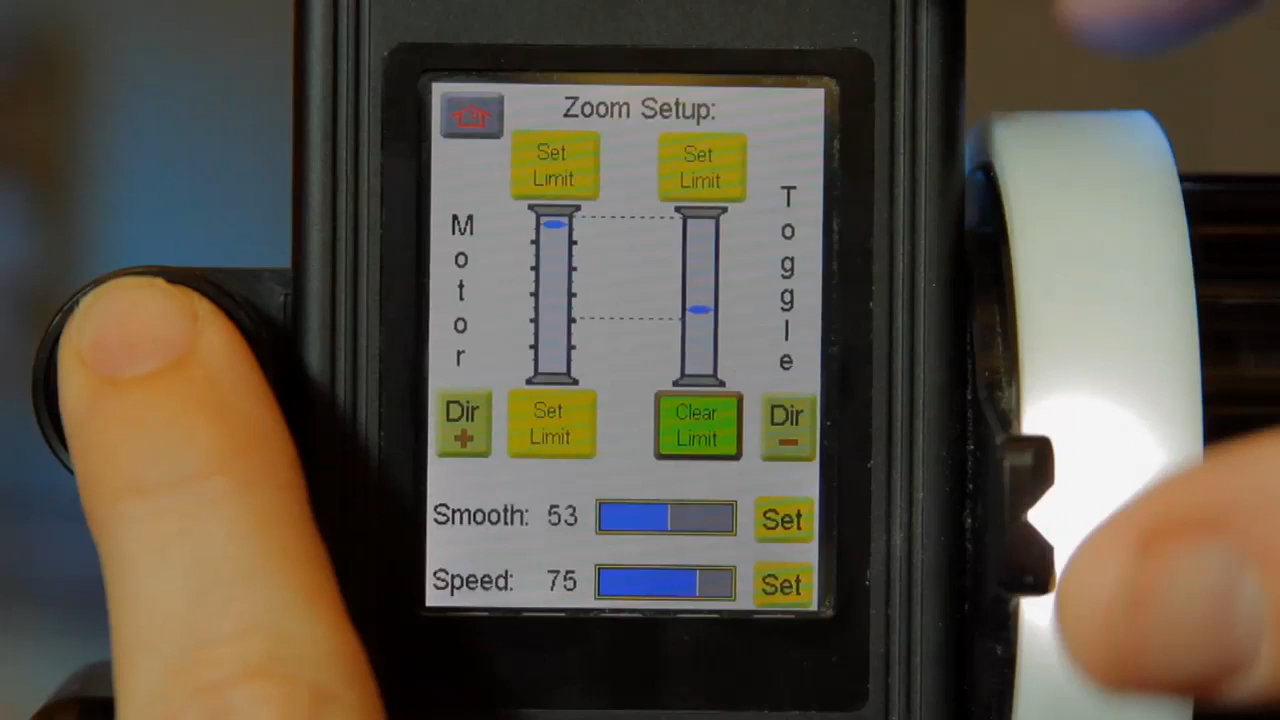 Zoom Setup:
Set
Limit
Set
Limit
Motor
Toggle
Dir
+
Set
Limit
Clear
Limit
Dir
-
Smooth: 53
Set
Speed: 75
Set